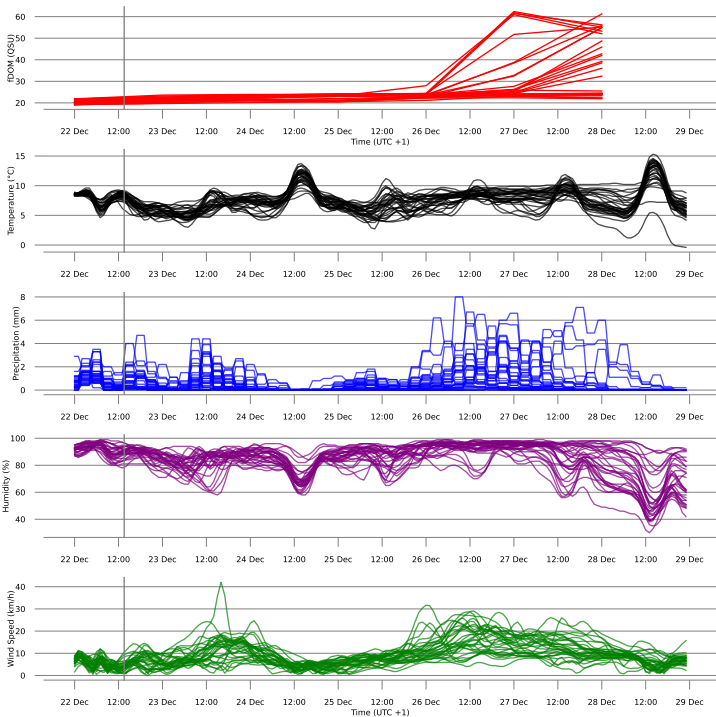 60
50
40
30
20
fDOM (QSU)
22 Dec 12:00 23 Dec 12:00 24 Dec 12:00 25 Dec 12:00 26 Dec 12:00 27 Dec 12:00 28 Dec 12:00 29 Dec
Time (UTC +1)
15
10
5
0
Temperature (°C)
22 Dec 12:00 23 Dec 12:00 24 Dec 12:00 25 Dec 12:00 26 Dec 12:00 27 Dec 12:00 28 Dec 12:00 29 Dec
8
6
4
2
0
Precipitation (mm)
22 Dec 12:00 23 Dec 12:00 24 Dec 12:00 25 Dec 12:00 26 Dec 12:00 27 Dec 12:00 28 Dec 12:00 29 Dec
100
80
60
40
Humidity (%)
22 Dec 12:00 23 Dec 12:00 24 Dec 12:00 25 Dec 12:00 26 Dec 12:00 27 Dec 12:00 28 Dec 12:00 29 Dec
40
30
20
10
0
Wind Speed (km/h)
22 Dec 12:00 23 Dec 12:00 24 Dec 12:00 25 Dec 12:00 26 Dec 12:00 27 Dec 12:00 28 Dec 12:00 29 Dec
Time (UTC +1)